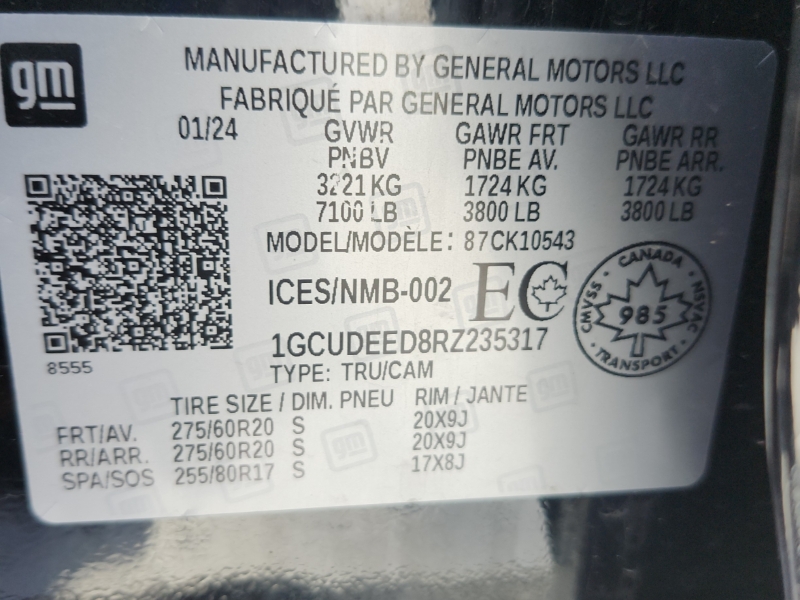 gm
MANUFACTURED BY GENERAL MOTORS LLC
FABRIQUÉ PAR GENERAL MOTORS LLC
01/24 GVWR GAWR FRT GAWR RR
PNBV PNBE AV. PNBE ARR.
3221 KG 1724 KG 1724 KG
7100 LB 3800 LB 3800 LB
MODEL/MODÈLE: 87CK10543
ICES/NMB-002 EC
CANADA
CMVSS 985 NSVAC
TRANSPORT
1GCUDEED8RZ235317
8555
TYPE: TRU/CAM
TIRE SIZE / DIM. PNEU RIM / JANTE
FRT/AV. 275/60R20 S 20X9J
RR/ARR. 275/60R20 S 20X9J
SPA/SOS 255/80R17 S 17X8J